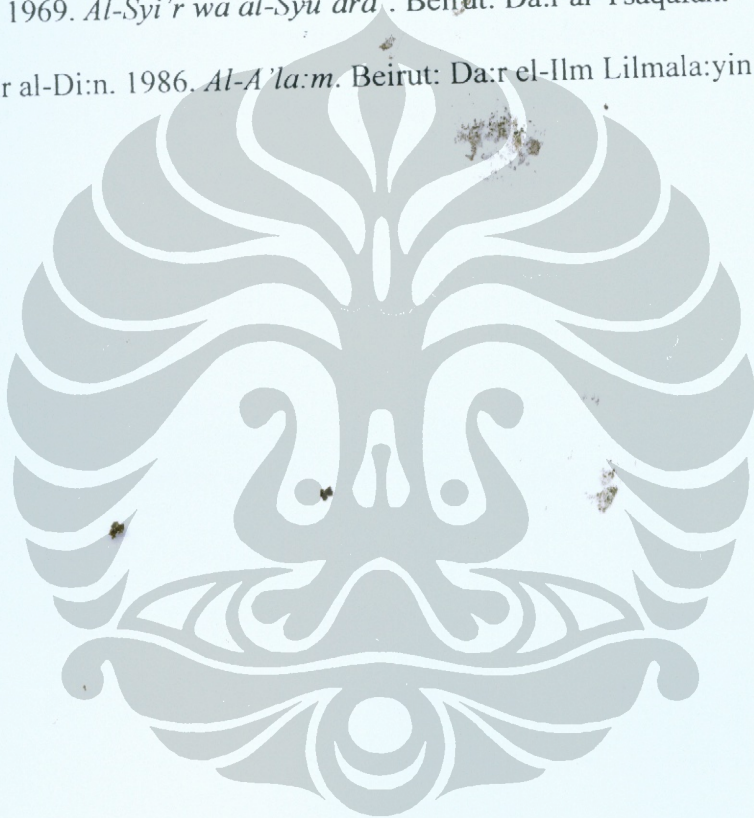 1969. Al-Syi'r wa al-Syu'ara'. Beirut: Da:r al-Tsaqafah.
r al-Di:n. 1986. Al-A'la:m. Beirut: Da:r el-Ilm Lilmala:yin